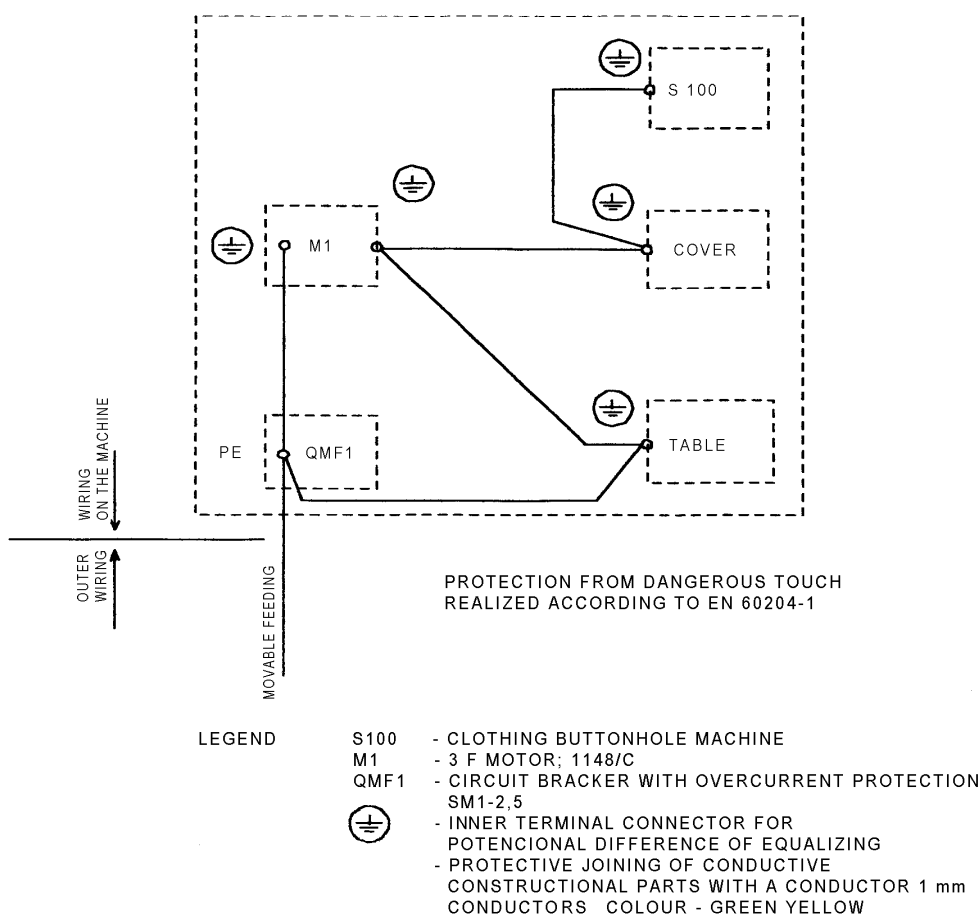 S 100
M1
COVER
PE
QMF1
TABLE
WIRING
ON THE MACHINE
OUTER
WIRING
MOVABLE FEEDING
PROTECTION FROM DANGEROUS TOUCH
REALIZED ACCORDING TO EN 60204-1
LEGEND
S100 - CLOTHING BUTTONHOLE MACHINE
M1 - 3 F MOTOR; 1148/C
QMF1 - CIRCUIT BRACKER WITH OVERCURRENT PROTECTION
SM1-2,5
- INNER TERMINAL CONNECTOR FOR
POTENCIONAL DIFFERENCE OF EQUALIZING
- PROTECTIVE JOINING OF CONDUCTIVE
CONSTRUCTIONAL PARTS WITH A CONDUCTOR 1 mm
CONDUCTORS COLOUR - GREEN YELLOW